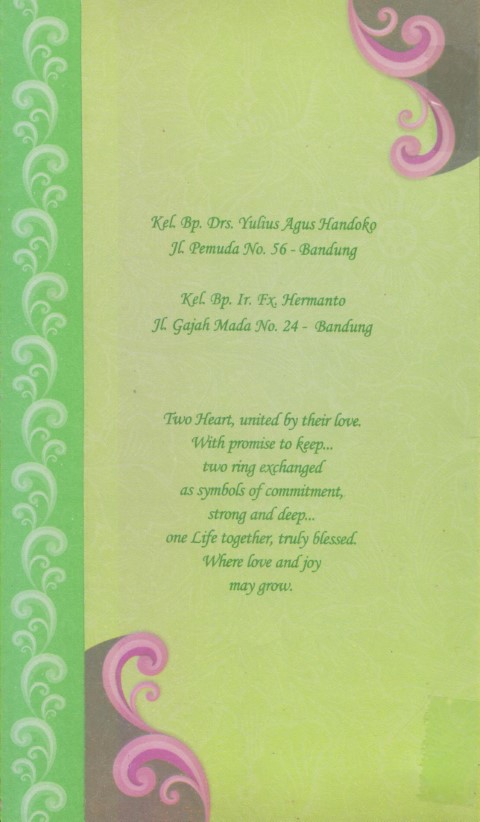 Kel. Bp. Drs. Yulius Agus Handoko
Jl. Pemuda No. 56 - Bandung
Kel. Bp. Ir. Fx. Hermanto
Jl. Gajah Mada No. 24 - Bandung
Two Heart, united by their love.
With promise to keep...
two ring exchanged
as symbols of commitment,
strong and deep...
one Life together, truly blessed.
Where love and joy
may grow.